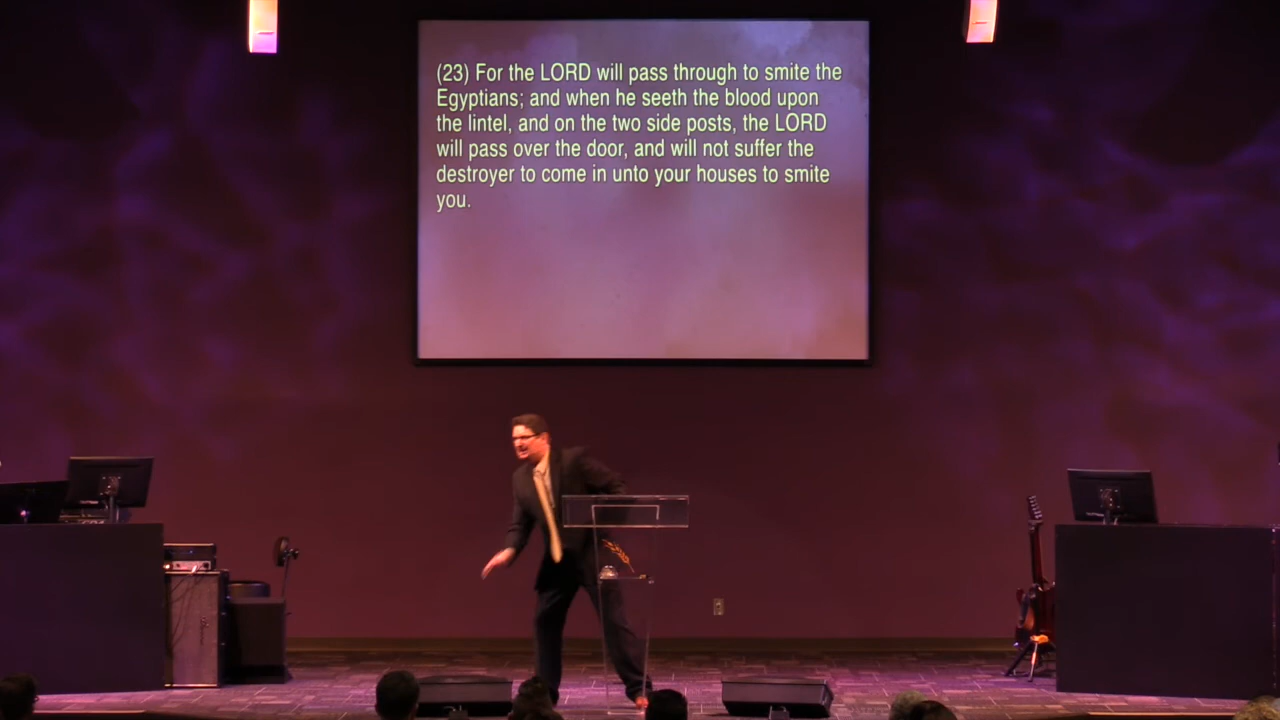 (23) For the LORD will pass through to smite the
Egyptians; and when he seeth the blood upon
the lintel, and on the two side posts, the LORD
will pass over the door, and will not suffer the
destroyer to come in unto your houses to smite
you.